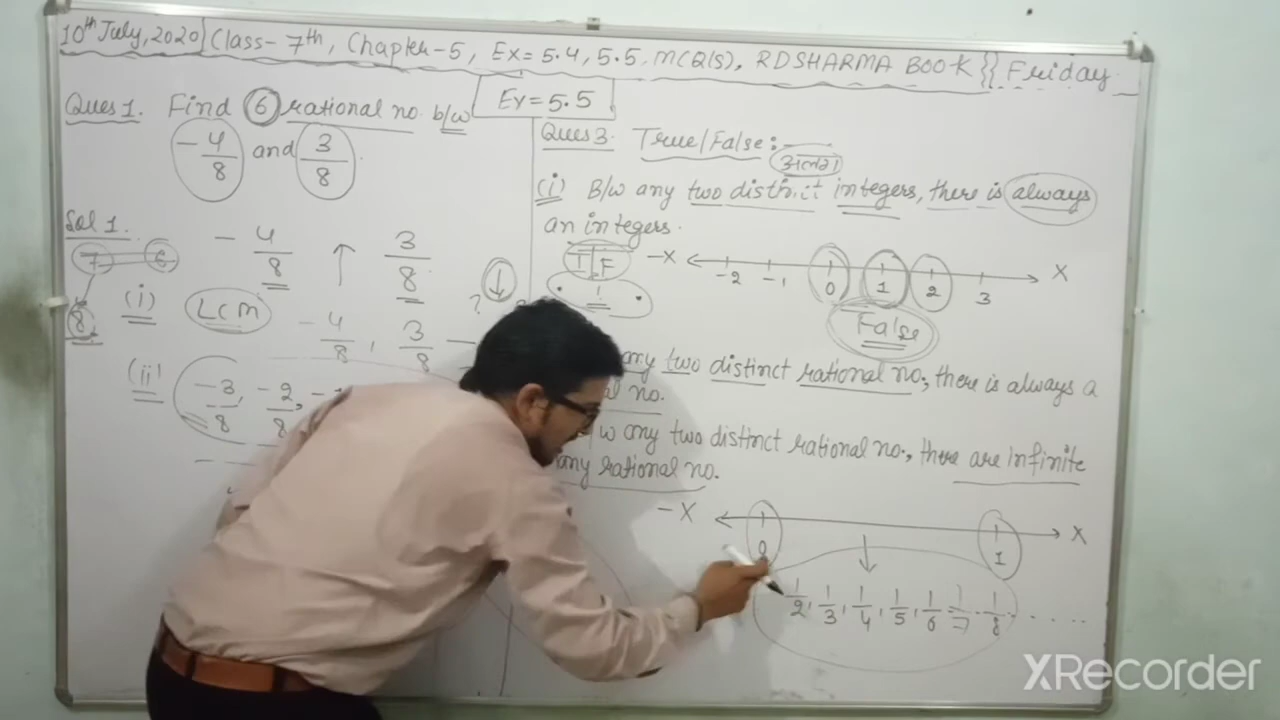 10th July, 2020 Class- 7th, Chapter-5, EX=5.4, 5.5, MCQ(S), RDSHARMA BOOK }} Friday
Ex=5.5
Ques 1. Find 6 rational no. b/w
-4/8 and 3/8.
Sol 1.
7 6
8
- 4/8 ↑ 3/8
(i) LCM
- 4/8, 3/8
(ii) -3/8, -2/8,
Ques 3. True/False:-
अलग
(i) B/w any two distinct integers, there is always
an integers.
T F
-X -2 -1 0 1 2 3 X
False
any two distinct rational no., there is always a
no.
/w any two distinct rational no., there are infinite
any rational no.
-X 0 1 X
1/2, 1/3, 1/4, 1/5, 1/6, 1/7 - 1/8 . . . . .
XRecorder